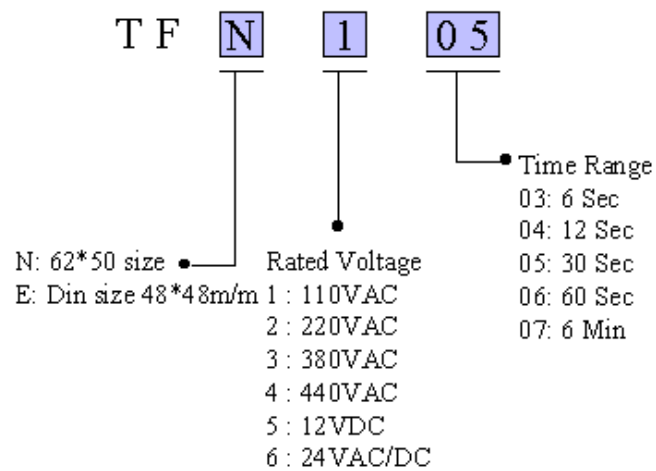 T F N 1 0 5
Time Range
03: 6 Sec
04: 12 Sec
05: 30 Sec
06: 60 Sec
07: 6 Min
N: 62*50 size
E: Din size 48*48m/m
Rated Voltage
1 : 110VAC
2 : 220VAC
3 : 380VAC
4 : 440VAC
5 : 12VDC
6 : 24VAC/DC